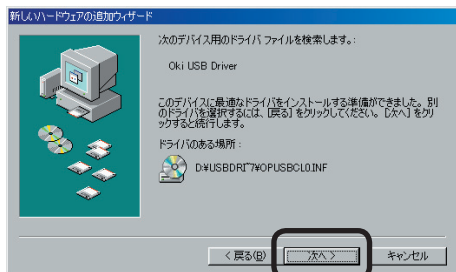 新しいハードウェアの追加ウィザード
次のデバイス用のドライバ ファイルを検索します。:
Oki USB Driver
このデバイスに最適なドライバをインストールする準備ができました。別
のドライバを選択するには、[戻る] をクリックしてください。[次へ] をクリ
ックすると続行します。
ドライバのある場所:
D:¥USBDRI~7¥OPUSBCL0.INF
< 戻る(B)
次へ >
キャンセル